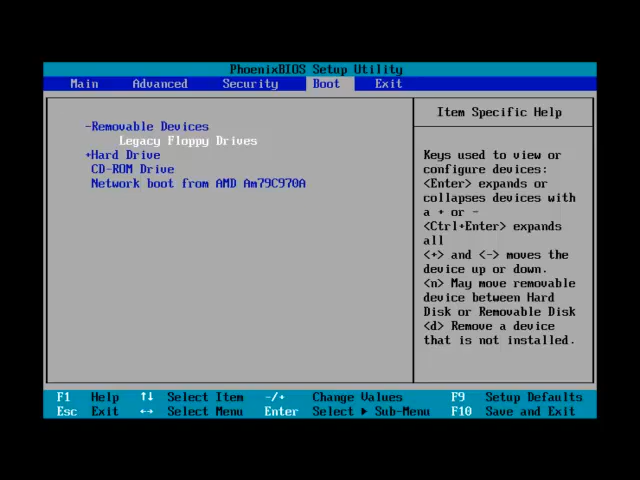 PhoenixBIOS Setup Utility
Main Advanced Security Boot Exit
-Removable Devices
Legacy Floppy Drives
+Hard Drive
CD-ROM Drive
Network boot from AMD Am79C970A
Item Specific Help
Keys used to view or
configure devices:
<Enter> expands or
collapses devices with
a + or -
<Ctrl+Enter> expands
all
<+> and <-> moves the
device up or down.
<n> May move removable
device between Hard
Disk or Removable Disk
<d> Remove a device
that is not installed.
F1 Help ↑↓ Select Item -/+ Change Values F9 Setup Defaults
Esc Exit ↔ Select Menu Enter Select ▶ Sub-Menu F10 Save and Exit